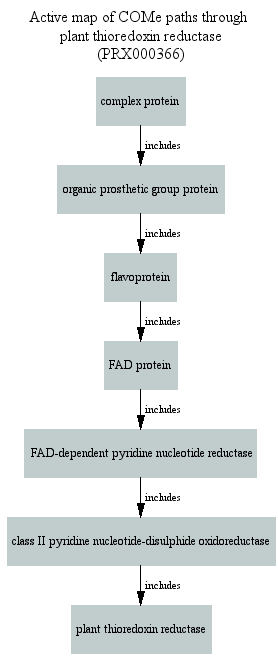 Active map of COMe paths through
plant thioredoxin reductase
(PRX000366)
complex protein
includes
organic prosthetic group protein
includes
flavoprotein
includes
FAD protein
includes
FAD-dependent pyridine nucleotide reductase
includes
class II pyridine nucleotide-disulphide oxidoreductase
includes
plant thioredoxin reductase